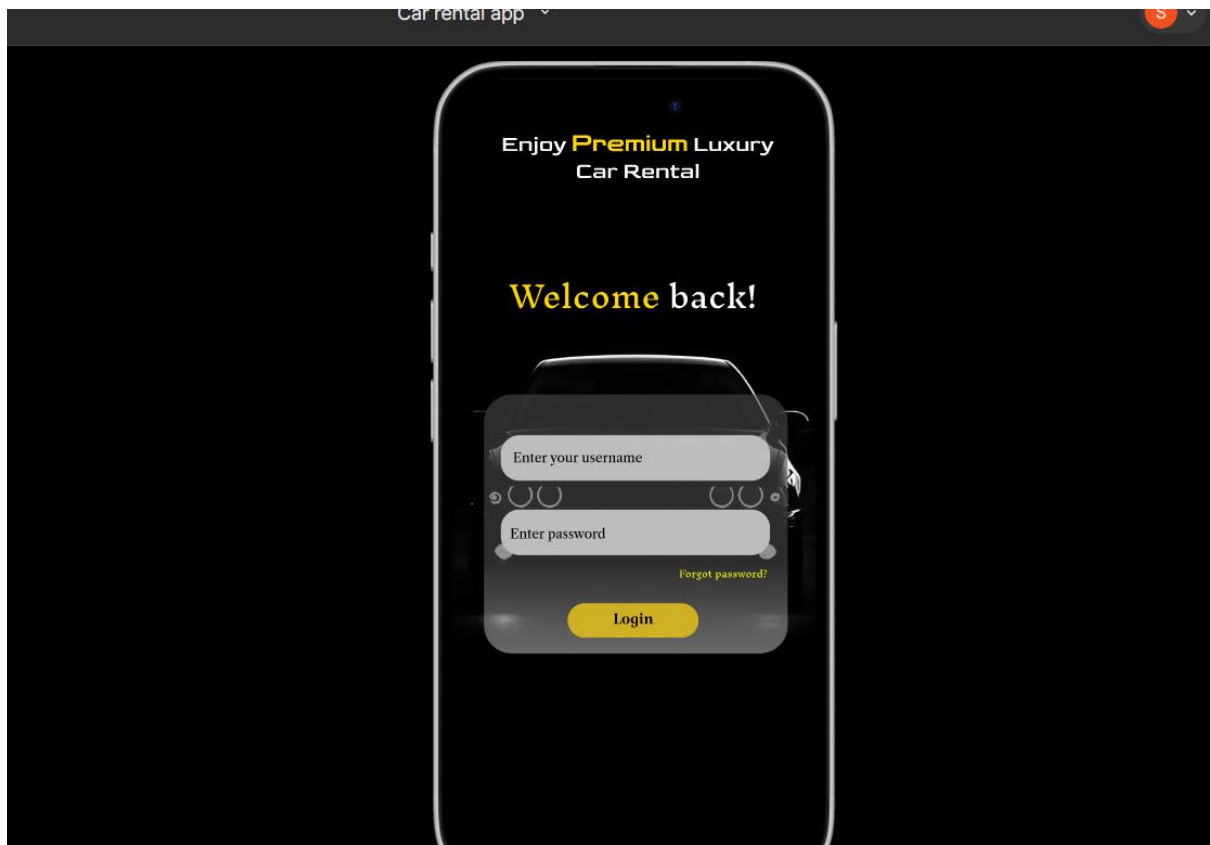 Car rental app
S
Enjoy Premium Luxury
Car Rental
Welcome back!
Enter your username
Enter password
Forgot password?
Login